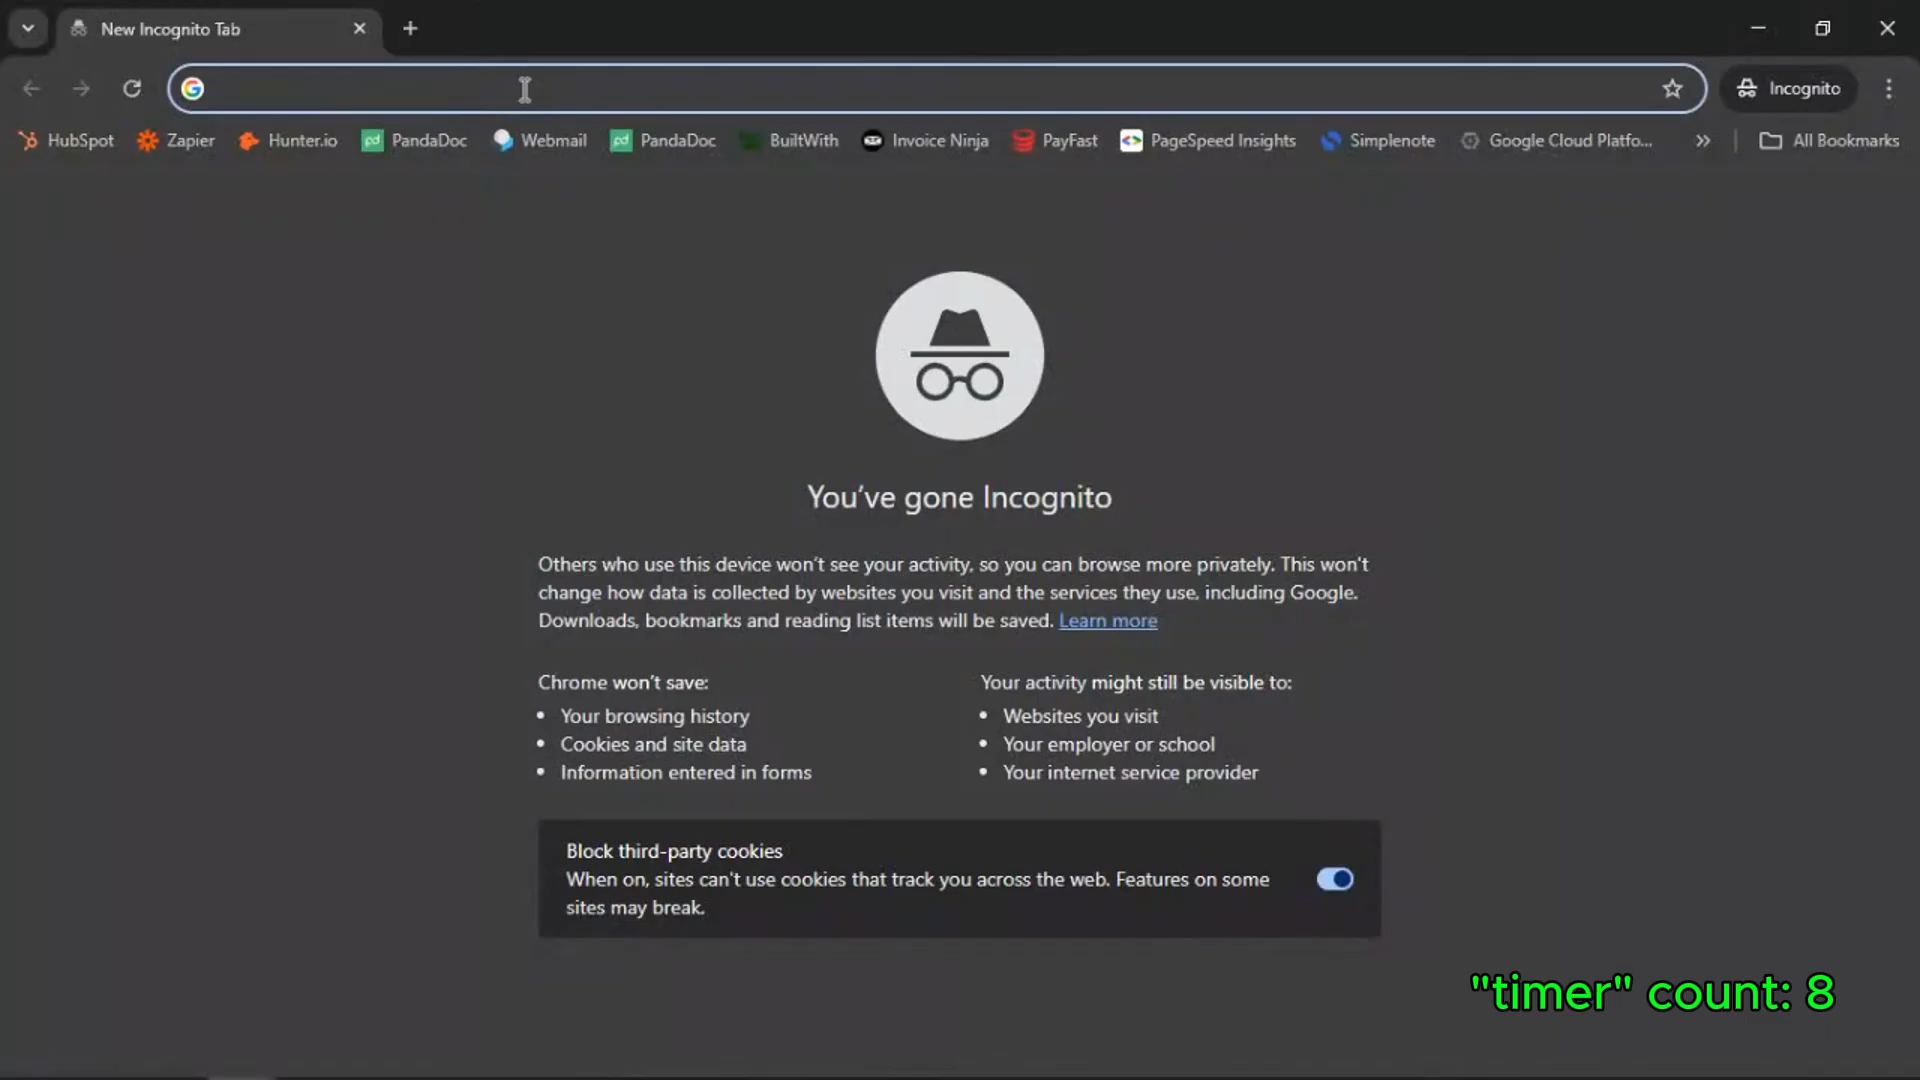 New Incognito Tab
Incognito
HubSpot Zapier Hunter.io PandaDoc Webmail PandaDoc BuiltWith Invoice Ninja PayFast PageSpeed Insights Simplenote Google Cloud Platfo... All Bookmarks
You've gone Incognito
Others who use this device won't see your activity, so you can browse more privately. This won't
change how data is collected by websites you visit and the services they use, including Google.
Downloads, bookmarks and reading list items will be saved. Learn more
Chrome won't save:
• Your browsing history
• Cookies and site data
• Information entered in forms
Your activity might still be visible to:
• Websites you visit
• Your employer or school
• Your internet service provider
Block third-party cookies
When on, sites can't use cookies that track you across the web. Features on some
sites may break.
"timer" count: 8